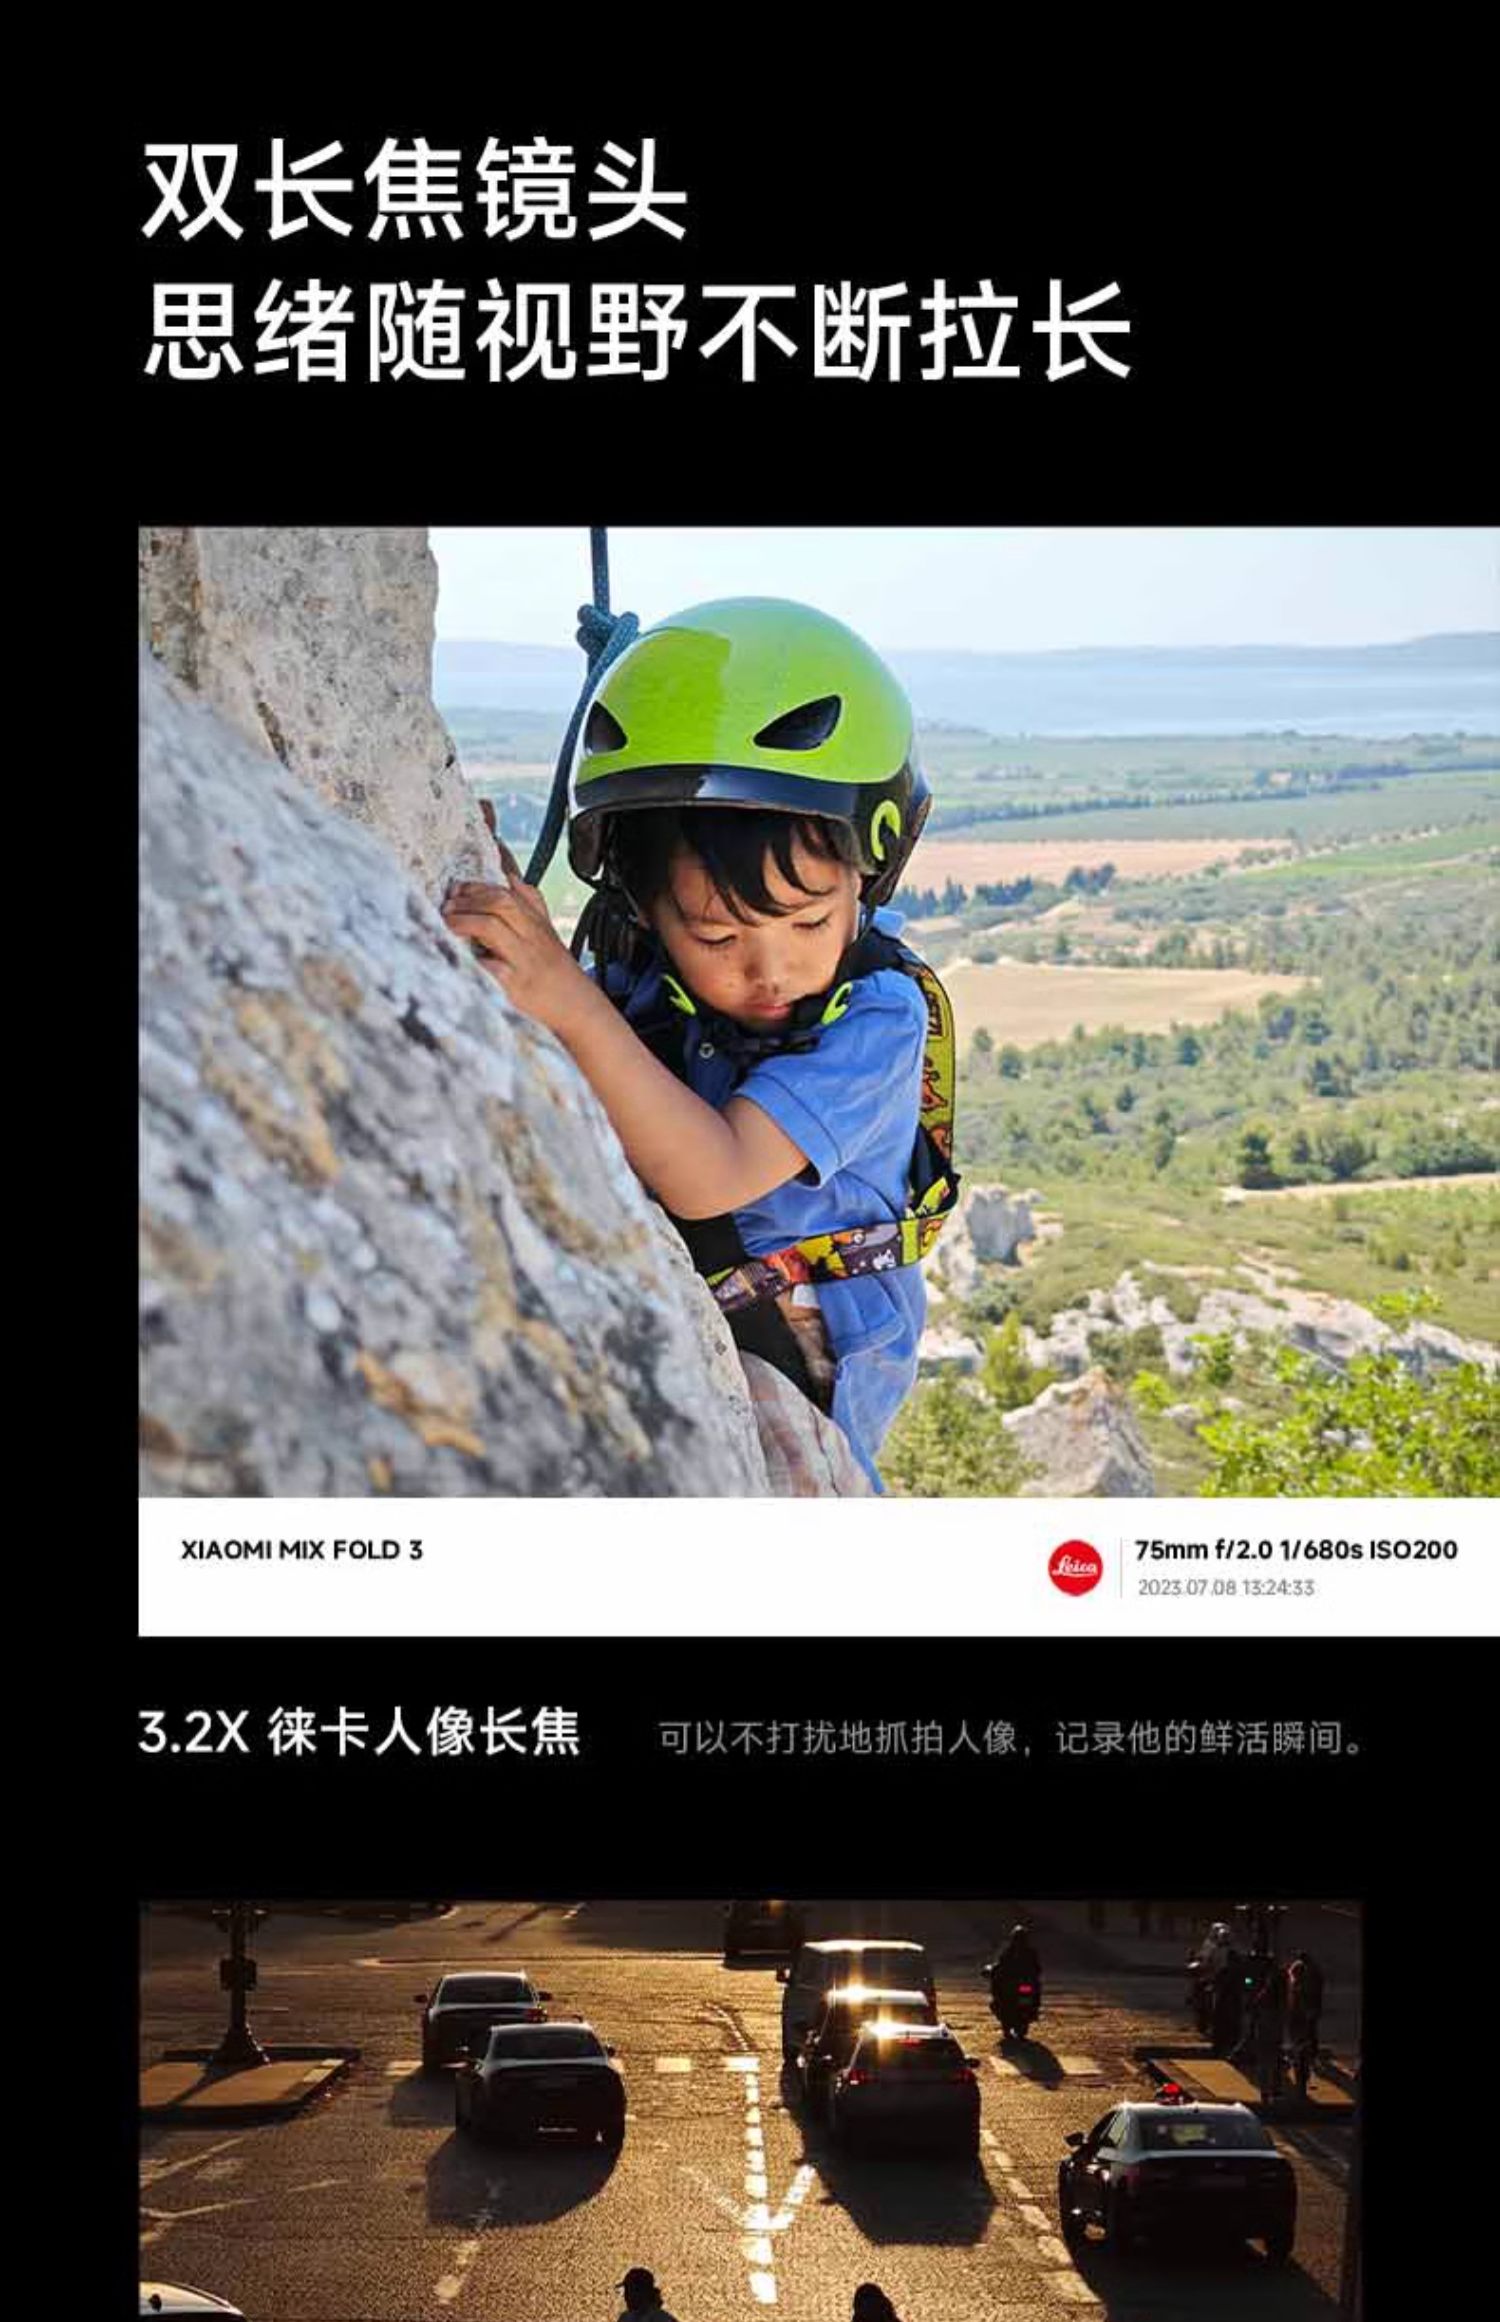 双长焦镜头
思绪随视野不断拉长
XIAOMI MIX FOLD 3
Leica
75mm f/2.0 1/680s ISO200
2023.07.08 13:24:33
3.2X 徕卡人像长焦
可以不打扰地抓拍人像，记录他的鲜活瞬间。